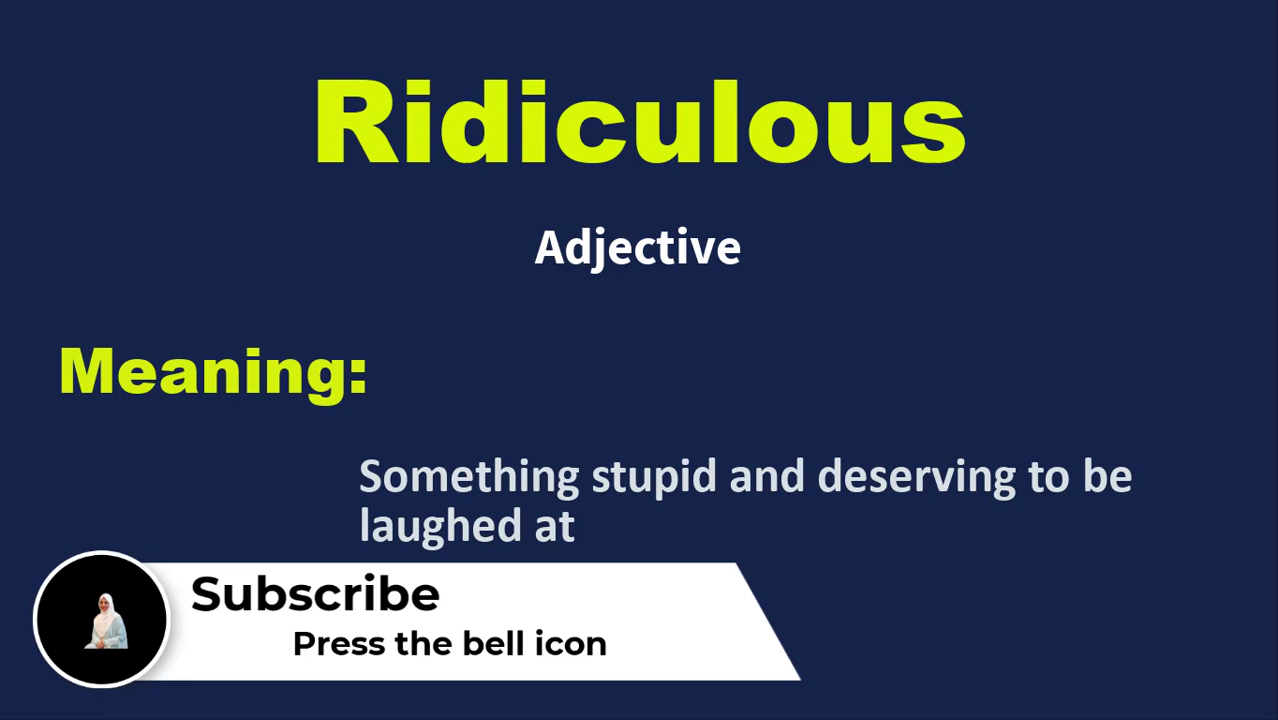 Ridiculous
Adjective
Meaning:
Something stupid and deserving to be
laughed at
Subscribe
Press the bell icon